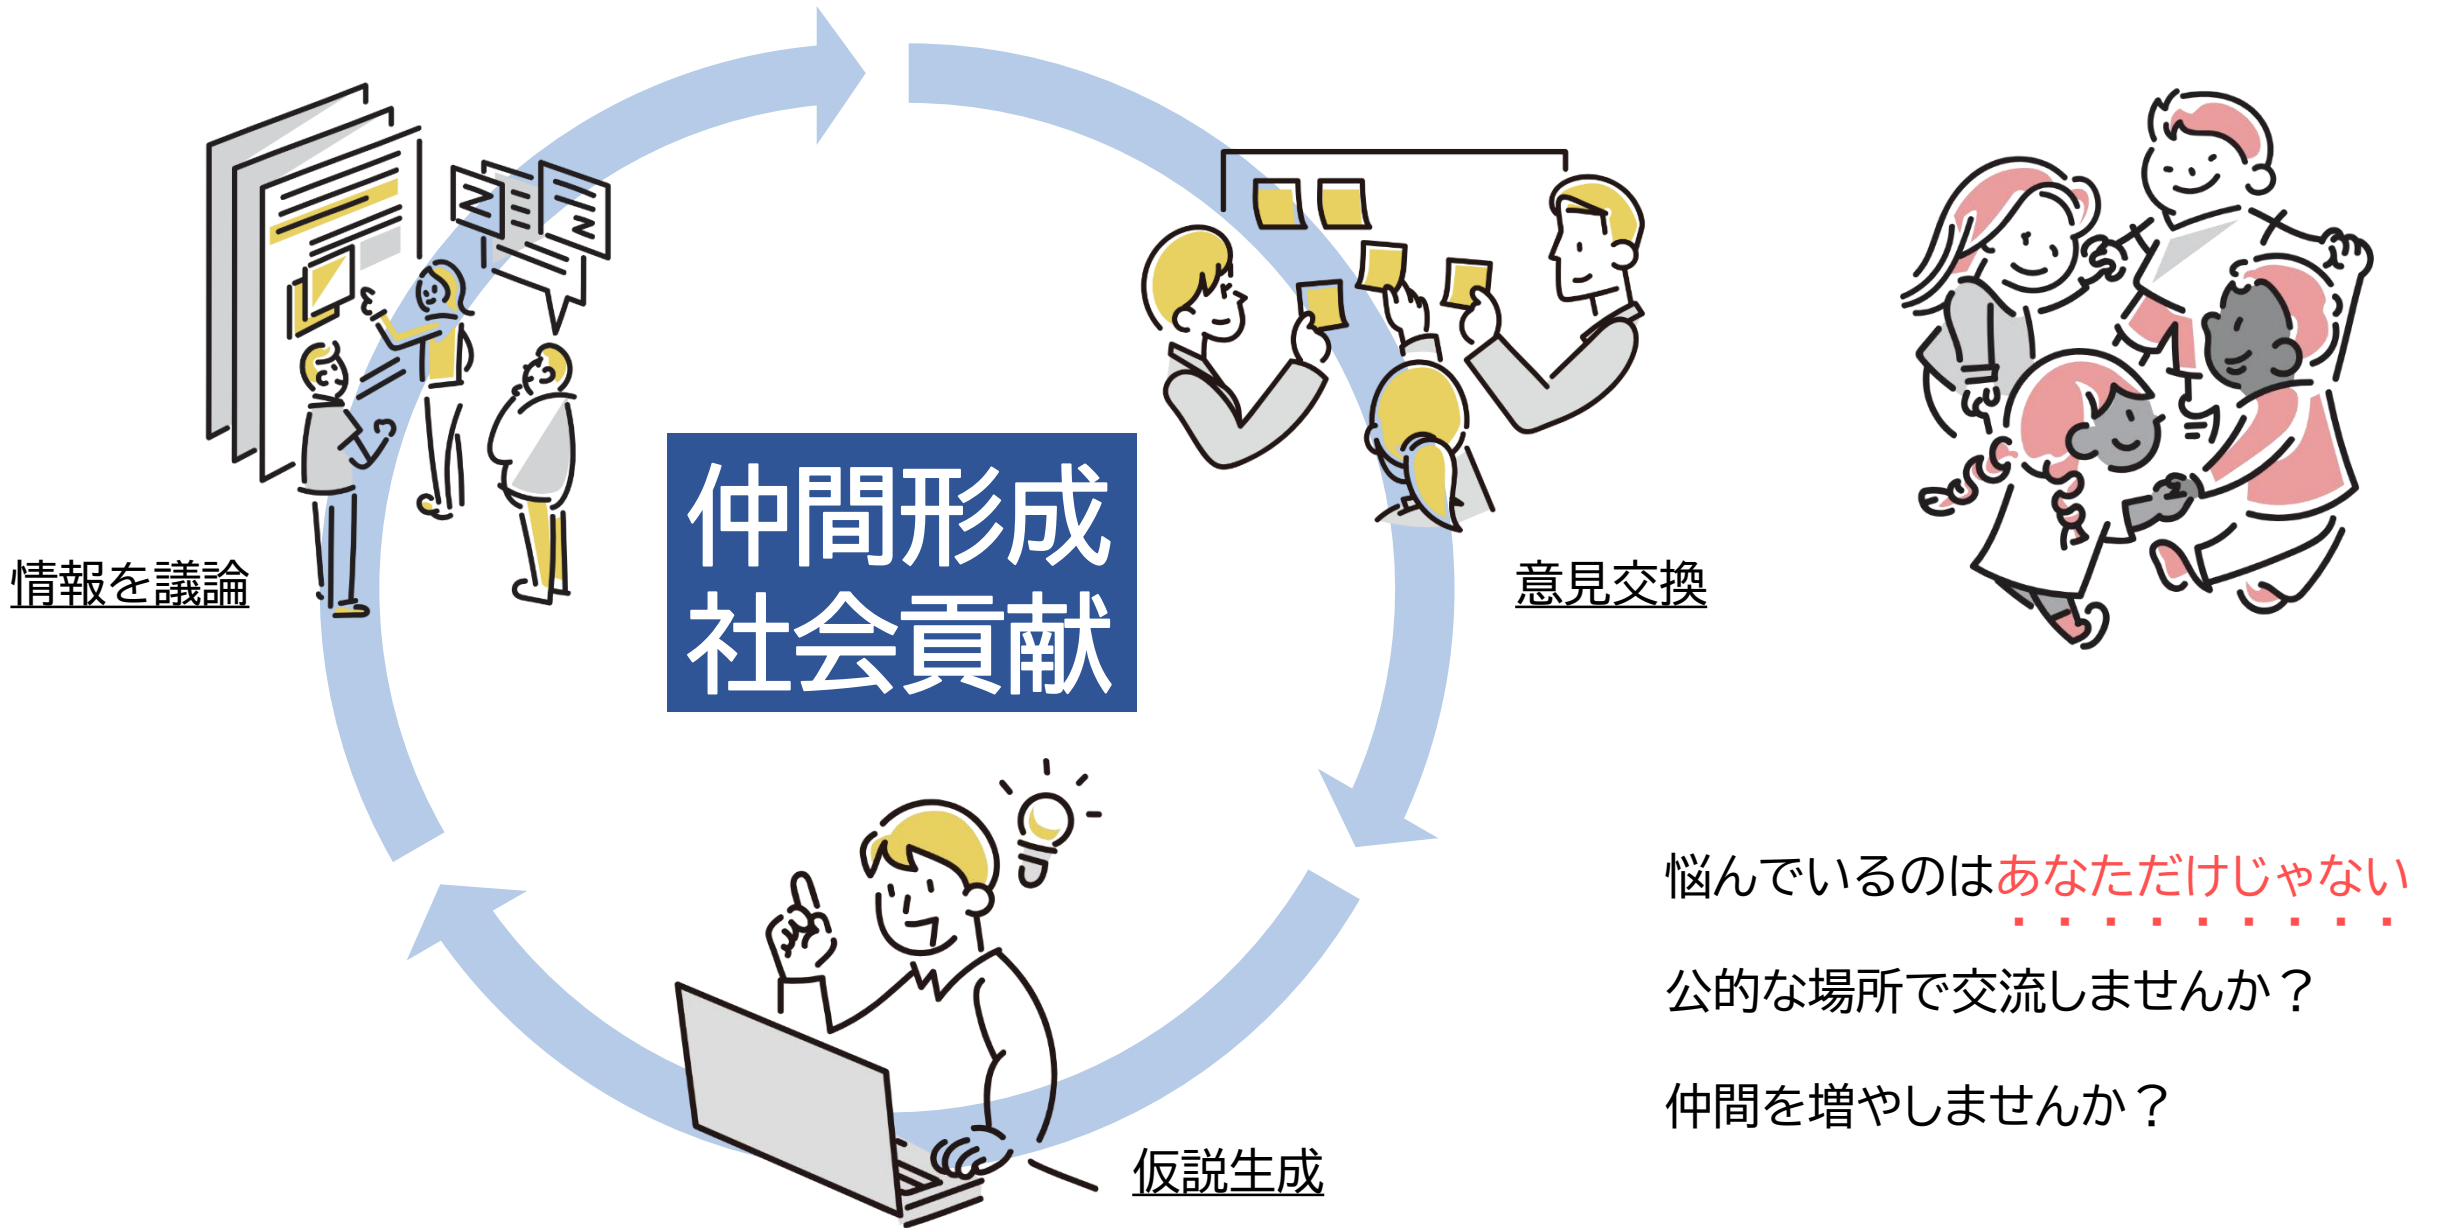 仲間形成
社会貢献
情報を議論
意見交換
仮説生成
悩んでいるのはあなただけじゃない
公的な場所で交流しませんか？
仲間を増やしませんか？